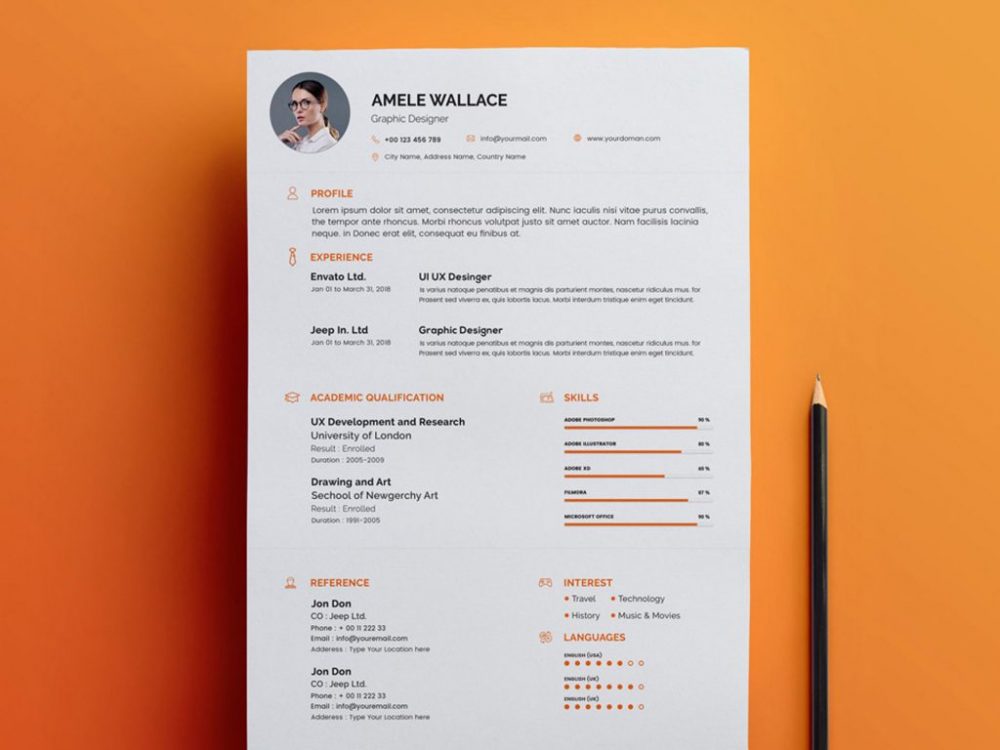 AMELE WALLACE
Graphic Designer
+00 123 456 789
info@yourmail.com
www.yourdoman.com
City Name, Address Name, Country Name
PROFILE
Lorem ipsum dolor sit amet, consectetur adipiscing elit. Nunc iaculis nisi vitae purus convallis,
the tempor ante rhoncus. Morbi rhoncus volutpat justo sit amet auctor. Nam facilisis lacinia
neque. in Donec erat elit, consequat eu finibus at.
EXPERIENCE
Envato Ltd.
Jan 01 to March 31, 2018
UI UX Desinger
Is varius natoque penatibus et magnis dis parturient montes, nascetur ridiculus mus. for
Prasent sed viverra ex, quis lobortis lacus. Morbi interdum tristique enim eget tincidunt.
Jeep In. Ltd
Jan 01 to March 31, 2018
Graphic Designer
Is varius natoque penatibus et magnis dis parturient montes, nascetur ridiculus mus. for
Prasent sed viverra ex, quis lobortis lacus. Morbi interdum tristique enim eget tincidunt.
ACADEMIC QUALIFICATION
UX Development and Research
University of London
Result : Enrolled
Duration : 2005-2009
Drawing and Art
Sechool of Newgerchy Art
Result : Enrolled
Duration : 1991-2005
SKILLS
ADOBE PHOTOSHOP 90 %
ADOBE ILLUSTRATOR 80 %
ADOBE XD
FILMORA 87 %
MICROSOFT OFFICE 90 %
REFERENCE
Jon Don
CO : Jeep Ltd.
Phone : + 00 11 222 33
Email : info@youremail.com
Adderess : Type Your Location here
Jon Don
CO : Jeep Ltd.
Phone : + 00 11 222 33
Email : info@youremail.com
Adderess : Type Your Location here
INTEREST
Travel
Technology
History
Music & Movies
LANGUAGES
ENGLISH (USA)
ENGLISH (UK)
ENGLISH (UK)